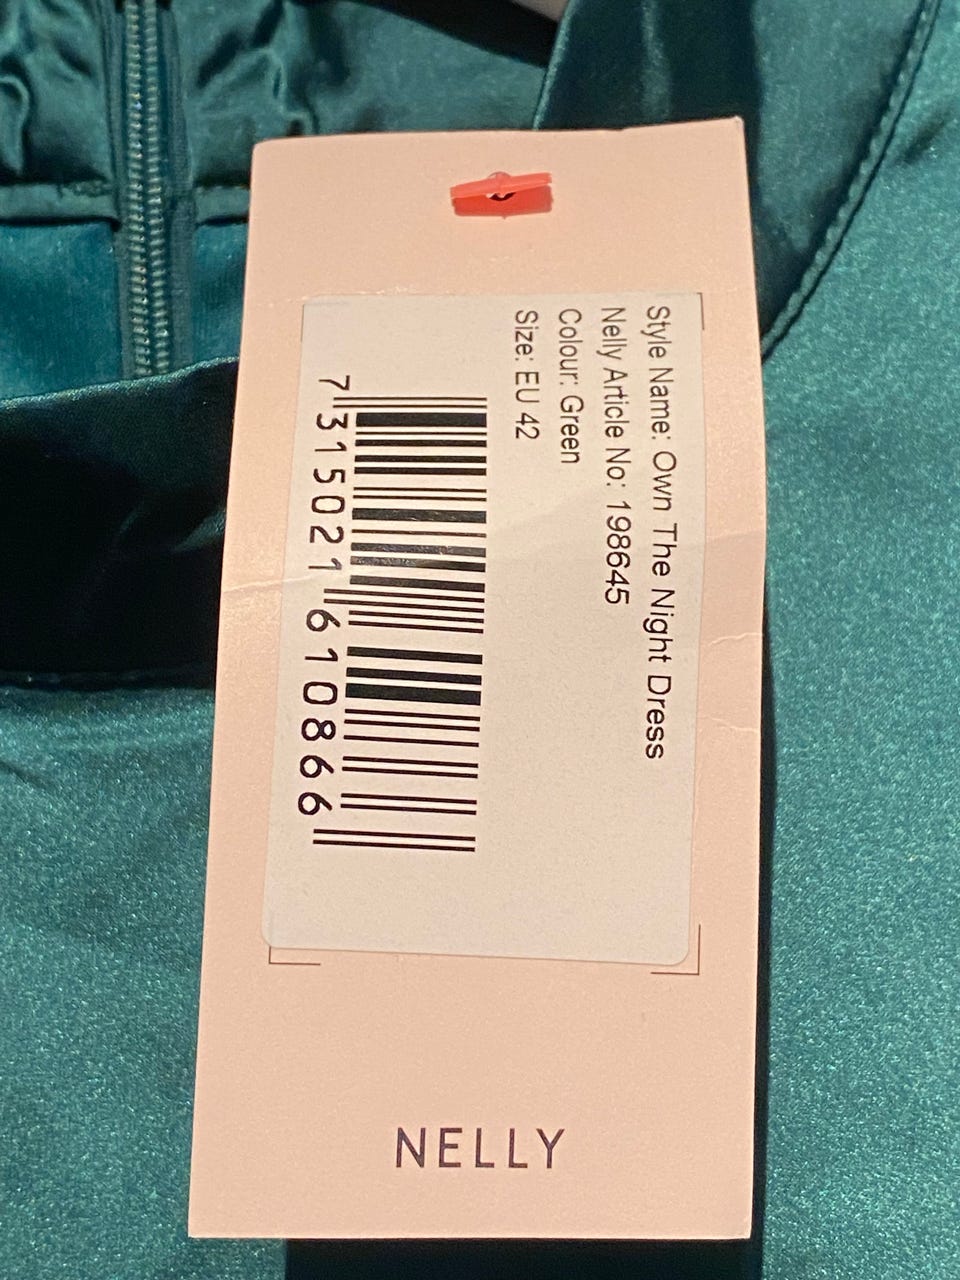 Style Name: Own The Night Dress
Nelly Article No: 198645
Colour: Green
Size: EU 42
7 315021 610866
NELLY